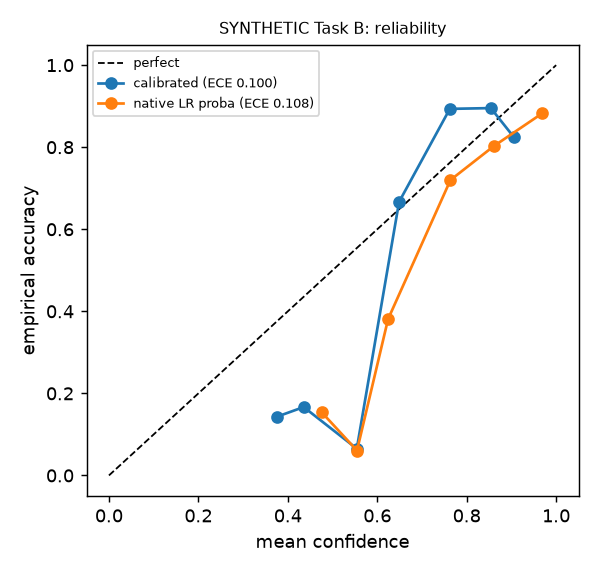 SYNTHETIC Task B: reliability
perfect
calibrated (ECE 0.100)
native LR proba (ECE 0.108)
empirical accuracy
1.0
0.8
0.6
0.4
0.2
0.0
0.0 0.2 0.4 0.6 0.8 1.0
mean confidence